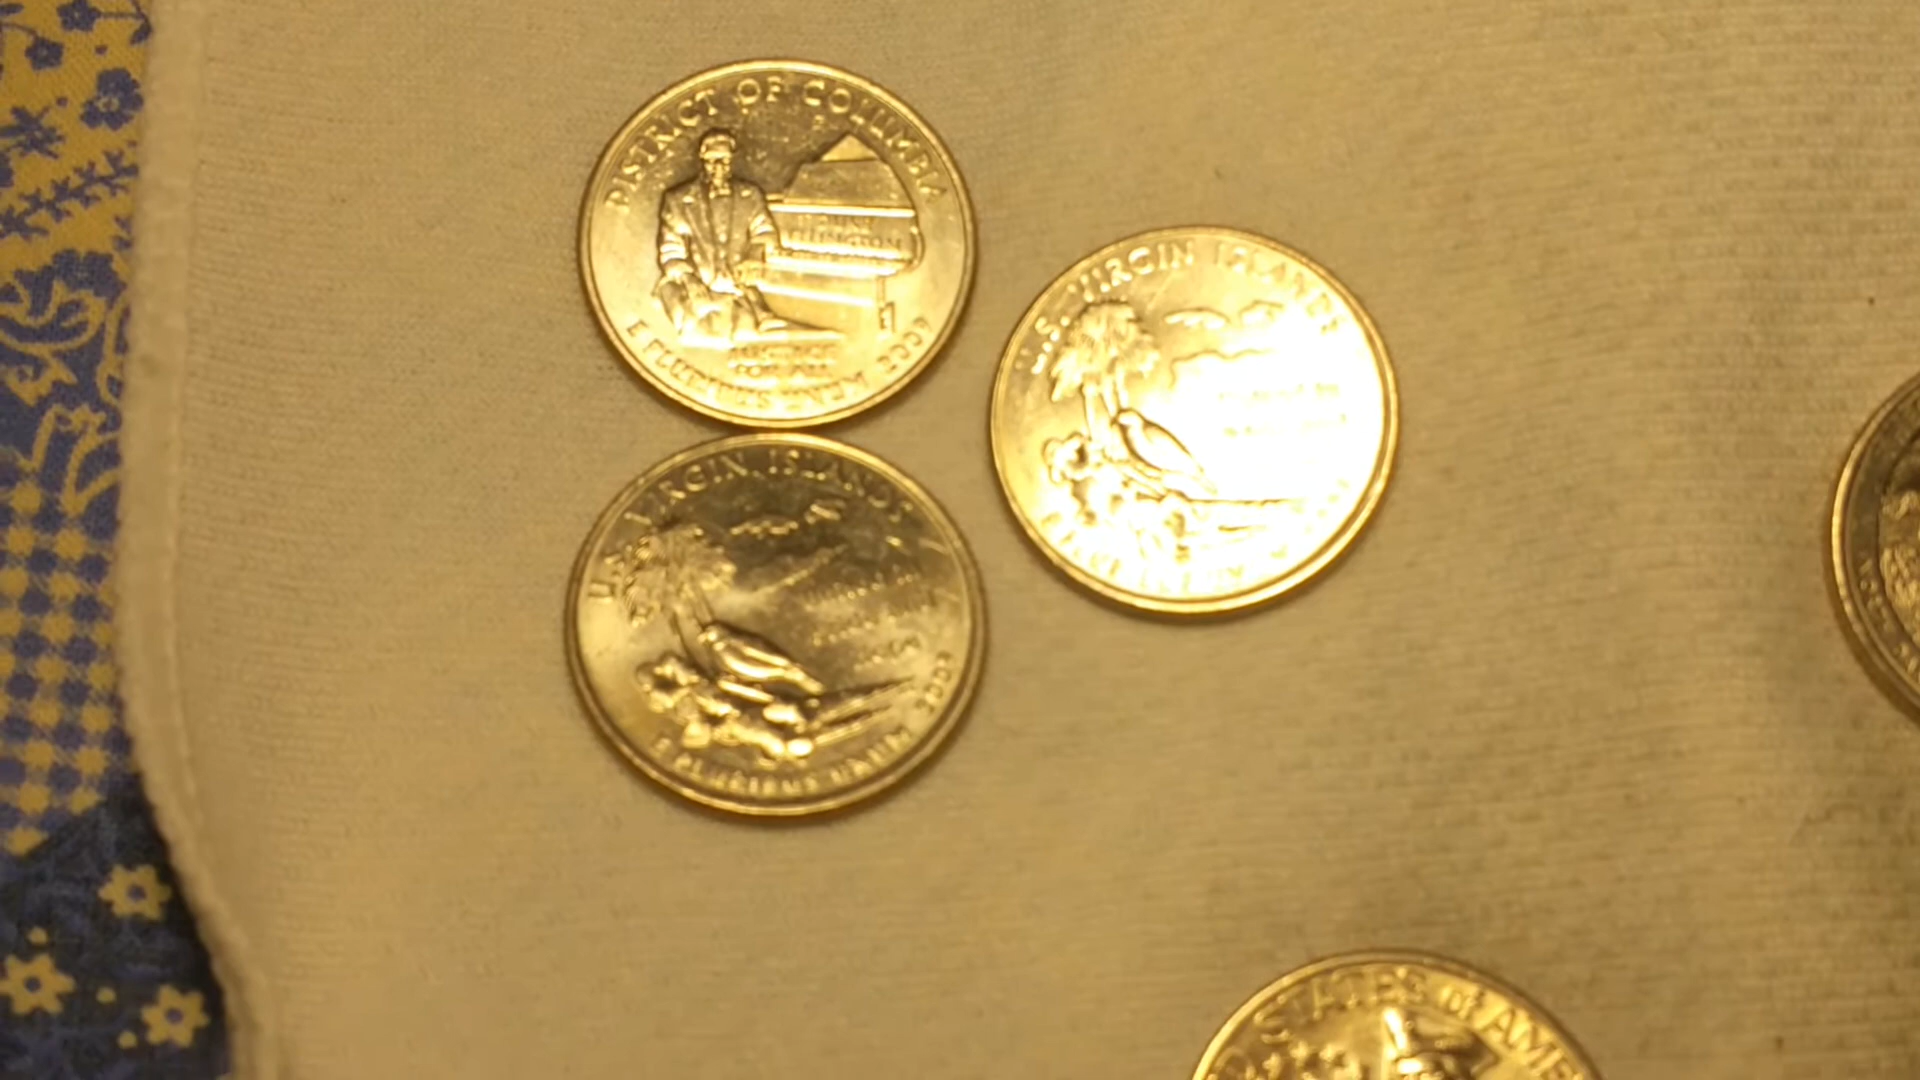 DISTRICT OF COLUMBIA
DUKE
ELLINGTON
JUSTICE
FOR ALL
E PLURIBUS UNUM 2009
U.S. VIRGIN ISLANDS
U.S. VIRGIN ISLANDS
E PLURIBUS UNUM 2009
STATES of AME